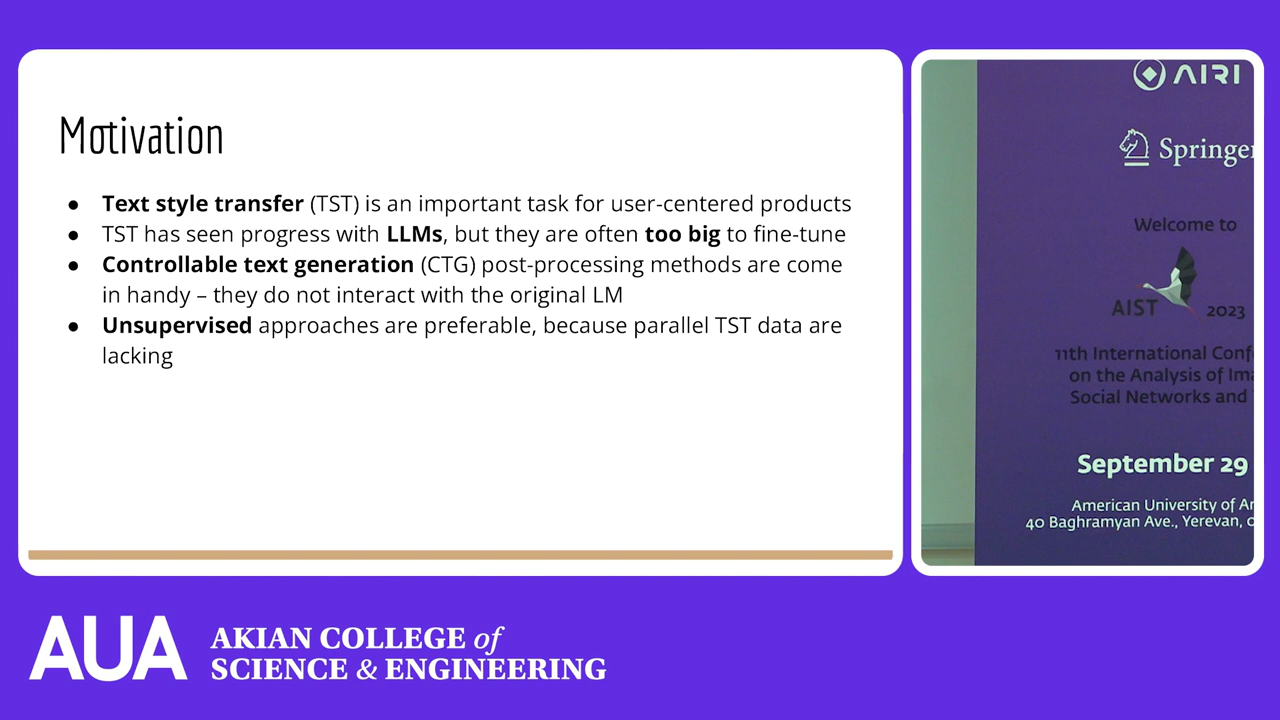 Motivation
● Text style transfer (TST) is an important task for user-centered products
● TST has seen progress with LLMs, but they are often too big to fine-tune
● Controllable text generation (CTG) post-processing methods are come
in handy – they do not interact with the original LM
● Unsupervised approaches are preferable, because parallel TST data are
lacking
AIRI
Springer
Welcome to
AIST 2023
11th International Conf
on the Analysis of Ima
Social Networks and
September 29
American University of Ar
40 Baghramyan Ave., Yerevan,
AUA
AKIAN COLLEGE of
SCIENCE & ENGINEERING